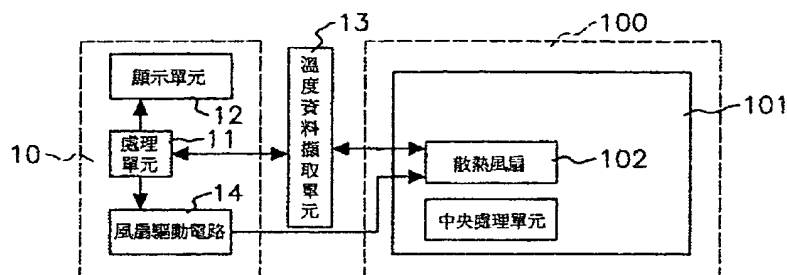 13
100
顯示單元
12
處理
單元
11
10
14
風扇驅動電路
溫度資料擷取單元
101
散熱風扇
102
中央處理單元